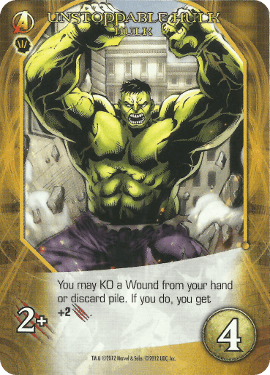 UNSTOPPABLE HULK
HULK
You may KO a Wound from your hand
or discard pile. If you do, you get
+2
2+
4